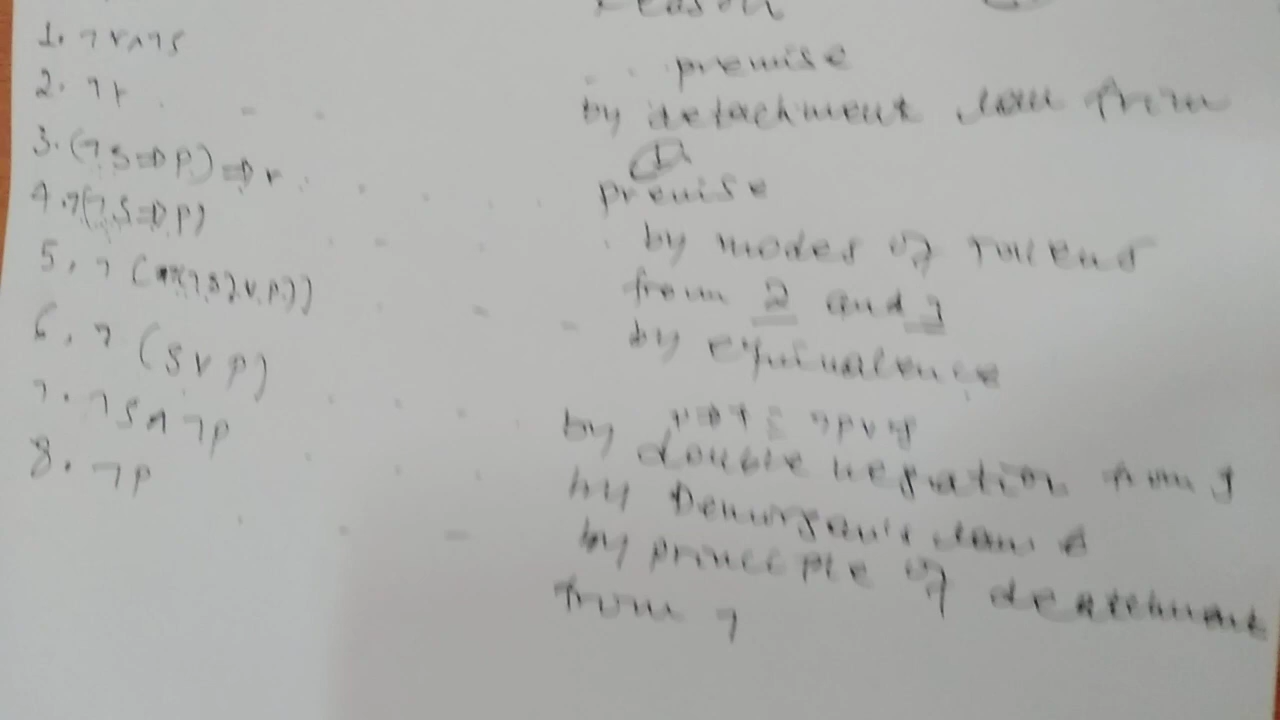 reason
1. ¬r∧¬s
premise
2. ¬r
by detachment law from
①
3. (¬s⇒p)⇒r
premise
4. ¬(¬s⇒p)
by modes of tollens
from 2 and 3
5. ¬(¬(¬s)∨p))
by equivalence
p⇒q ≡ ¬p∨q
6. ¬(s∨p)
by double negation from 5
7. ¬s∧¬p
by Demorgan's law 6
8. ¬p
by principle of
from 7